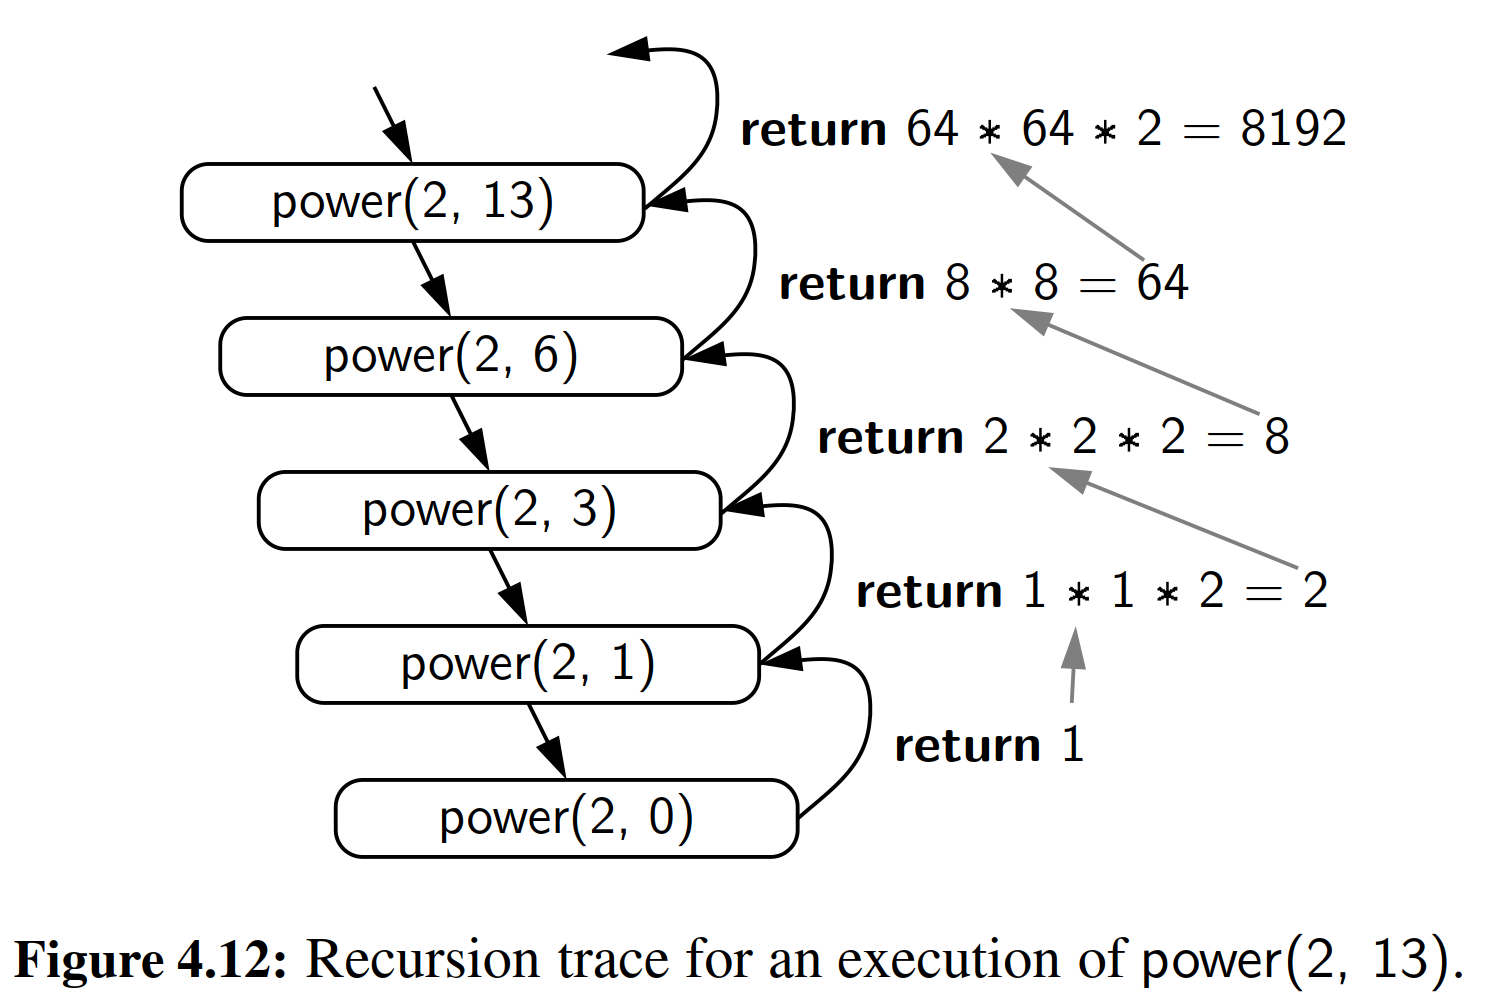 return 64 * 64 * 2 = 8192
power(2, 13)
return 8 * 8 = 64
power(2, 6)
return 2 * 2 * 2 = 8
power(2, 3)
return 1 * 1 * 2 = 2
power(2, 1)
return 1
power(2, 0)
Figure 4.12: Recursion trace for an execution of power(2, 13).